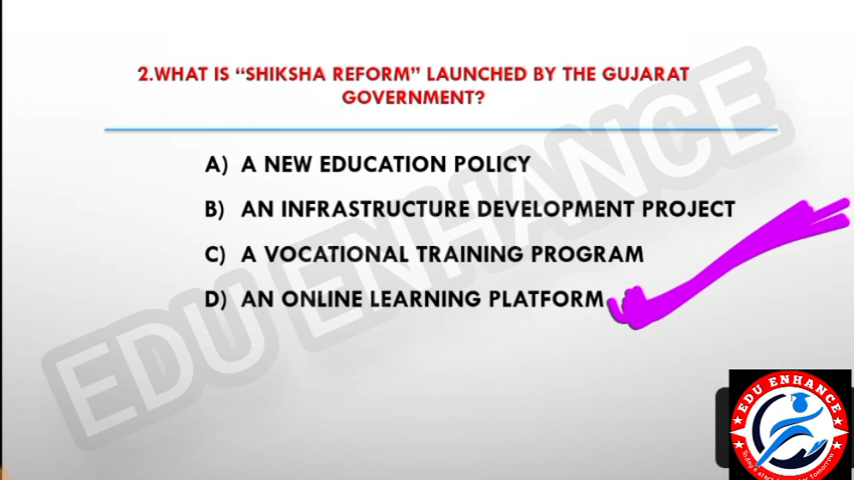 2.WHAT IS “SHIKSHA REFORM” LAUNCHED BY THE GUJARAT
GOVERNMENT?
A) A NEW EDUCATION POLICY
B) AN INFRASTRUCTURE DEVELOPMENT PROJECT
C) A VOCATIONAL TRAINING PROGRAM
D) AN ONLINE LEARNING PLATFORM
EDU ENHANCE
EDU ENHANCE